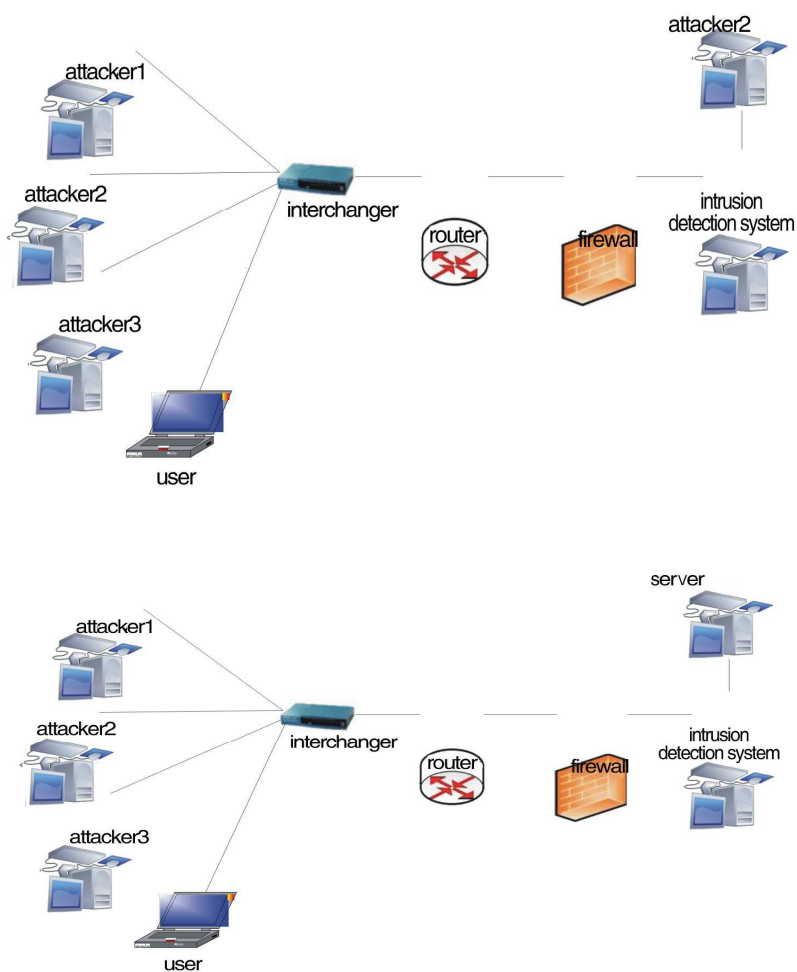 attacker2
attacker1
attacker2
interchanger
intrusion
detection system
router
firewall
attacker3
user
server
attacker1
attacker2
interchanger
intrusion
detection system
router
firewall
attacker3
user